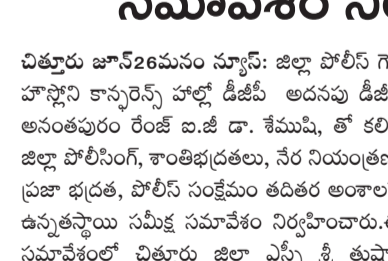 సమావేశం
చిత్తూరు జూన్26మనం న్యూస్: జిల్లా పోలీస్
హౌస్లోని కాన్ఫరెన్స్ హాల్లో డీజీపీ అదనపు డీజీ
అనంతపురం రేంజ్ ఐ.జీ డా. శేముషి, తో కలి
జిల్లా పోలీసింగ్, శాంతిభద్రతలు, నేర నియంత్రణ
ప్రజా భద్రత, పోలీస్ సంక్షేమం తదితర అంశాల
ఉన్నతస్థాయి సమీక్ష సమావేశం నిర్వహించారు.
సమావేశంలో చిత్తూరు జిల్లా ఎస్పీ శ్రీ తుషా